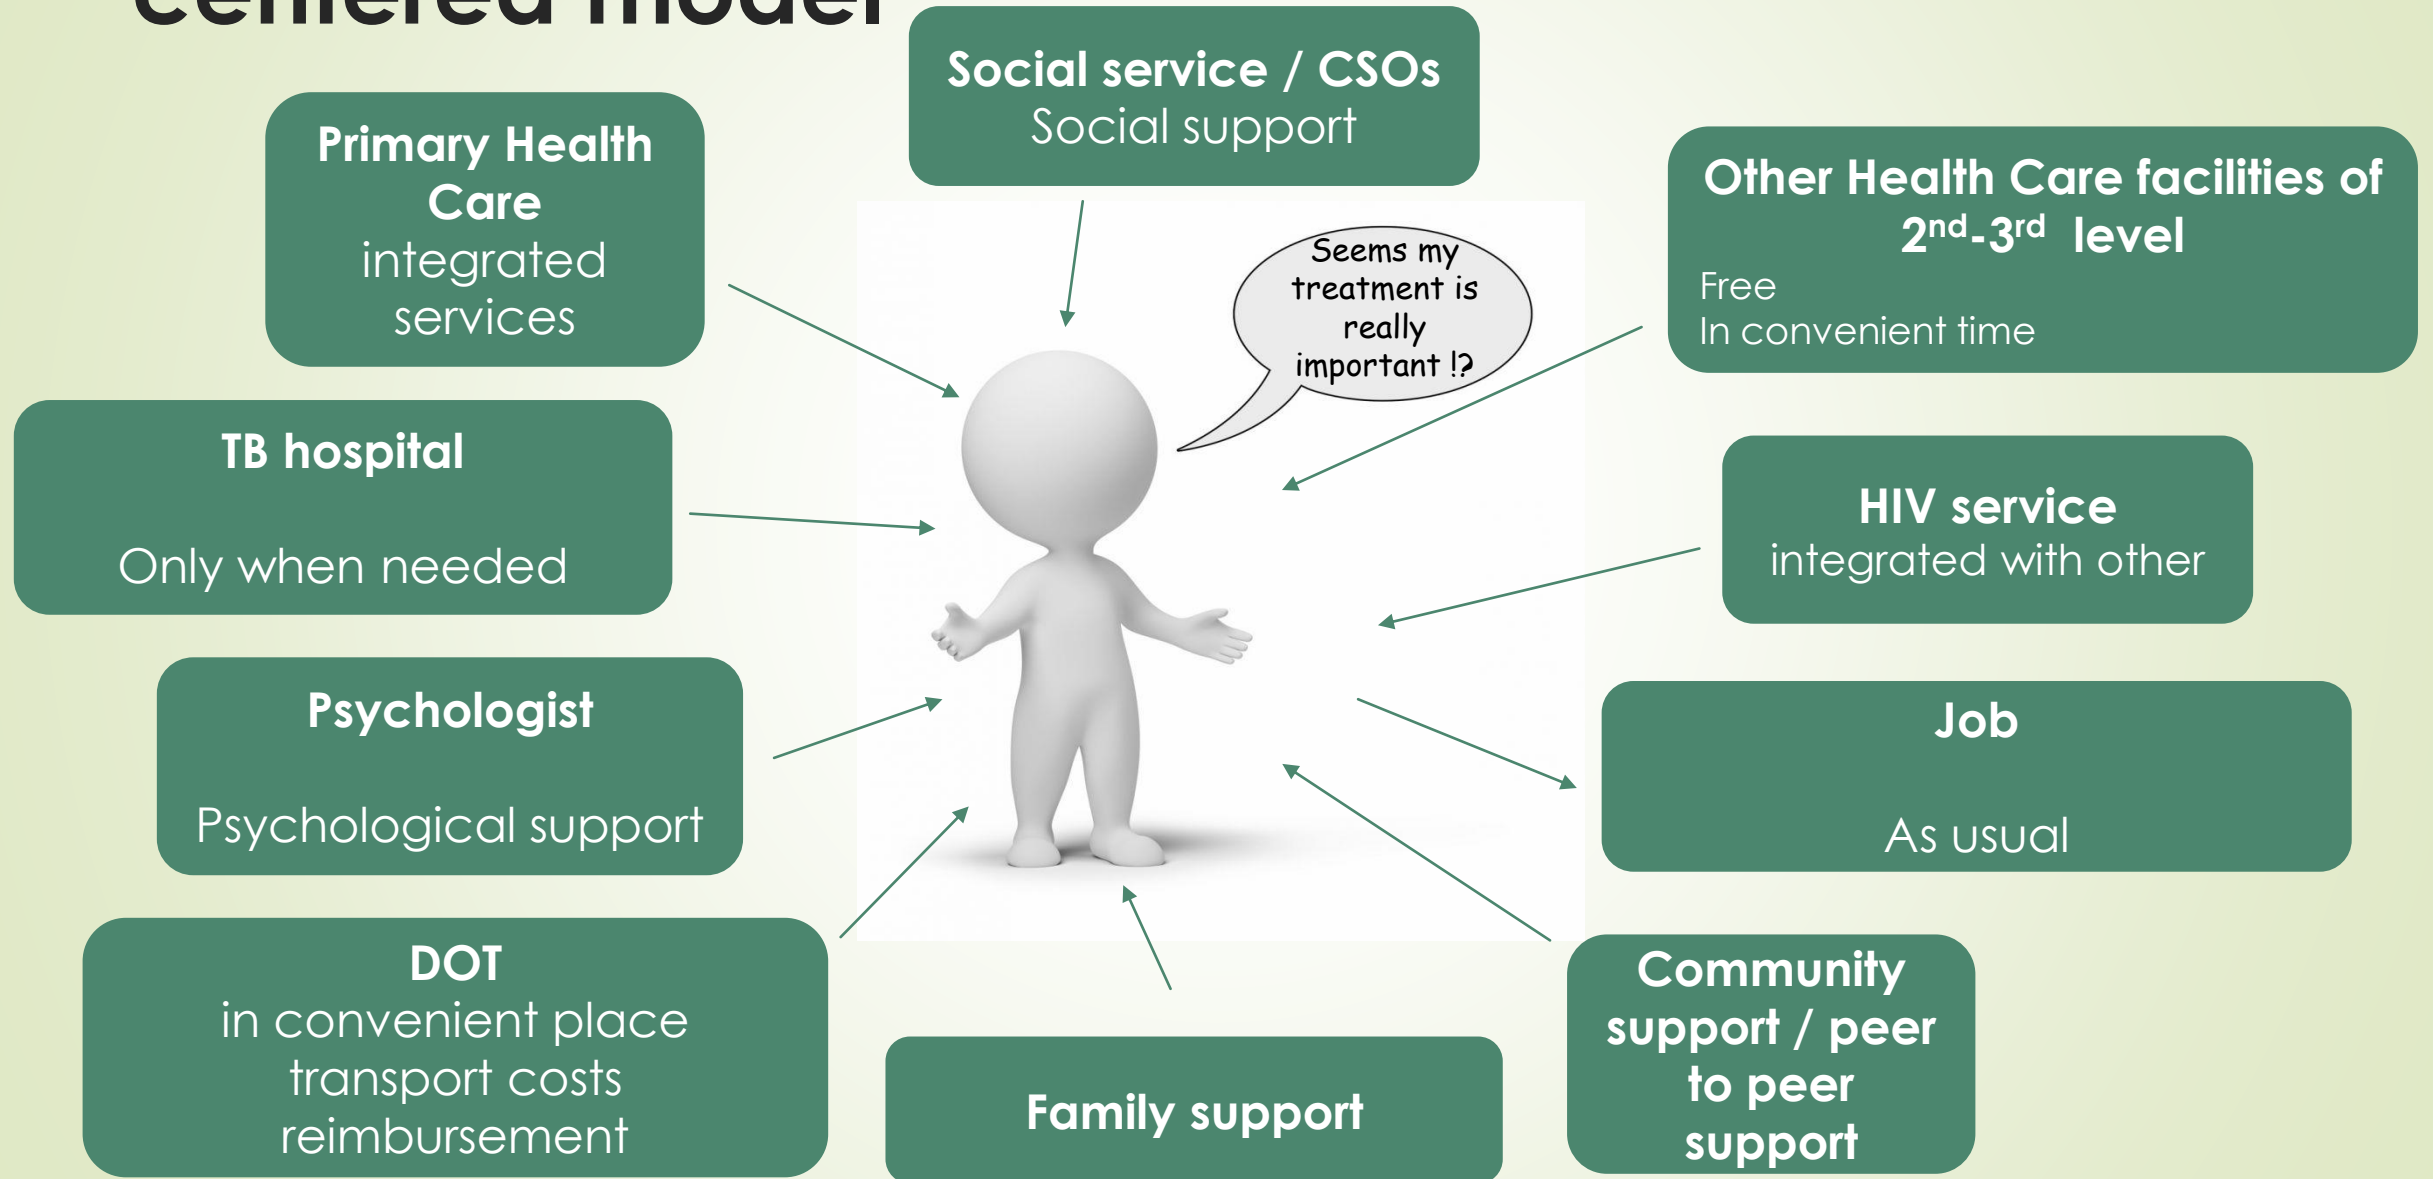 centered model
Social service / CSOs
Social support
Primary Health
Care
integrated
services
Seems my
treatment is
really
important !?
Other Health Care facilities of
2nd-3rd level
Free
In convenient time
TB hospital
Only when needed
HIV service
integrated with other
Psychologist
Psychological support
Job
As usual
DOT
in convenient place
transport costs
reimbursement
Family support
Community
support / peer
to peer
support